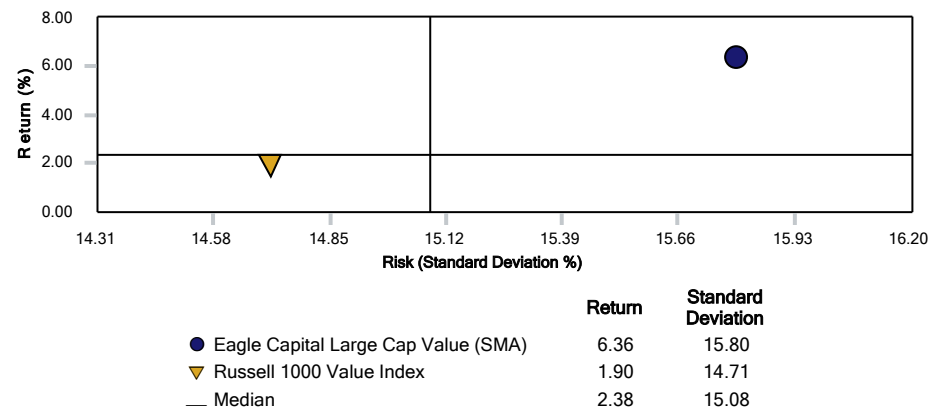 8.00
6.00
4.00
2.00
0.00
Return (%)
14.31 14.58 14.85 15.12 15.39 15.66 15.93 16.20
Risk (Standard Deviation %)
Return Standard Deviation
Eagle Capital Large Cap Value (SMA) 6.36 15.80
Russell 1000 Value Index 1.90 14.71
Median 2.38 15.08